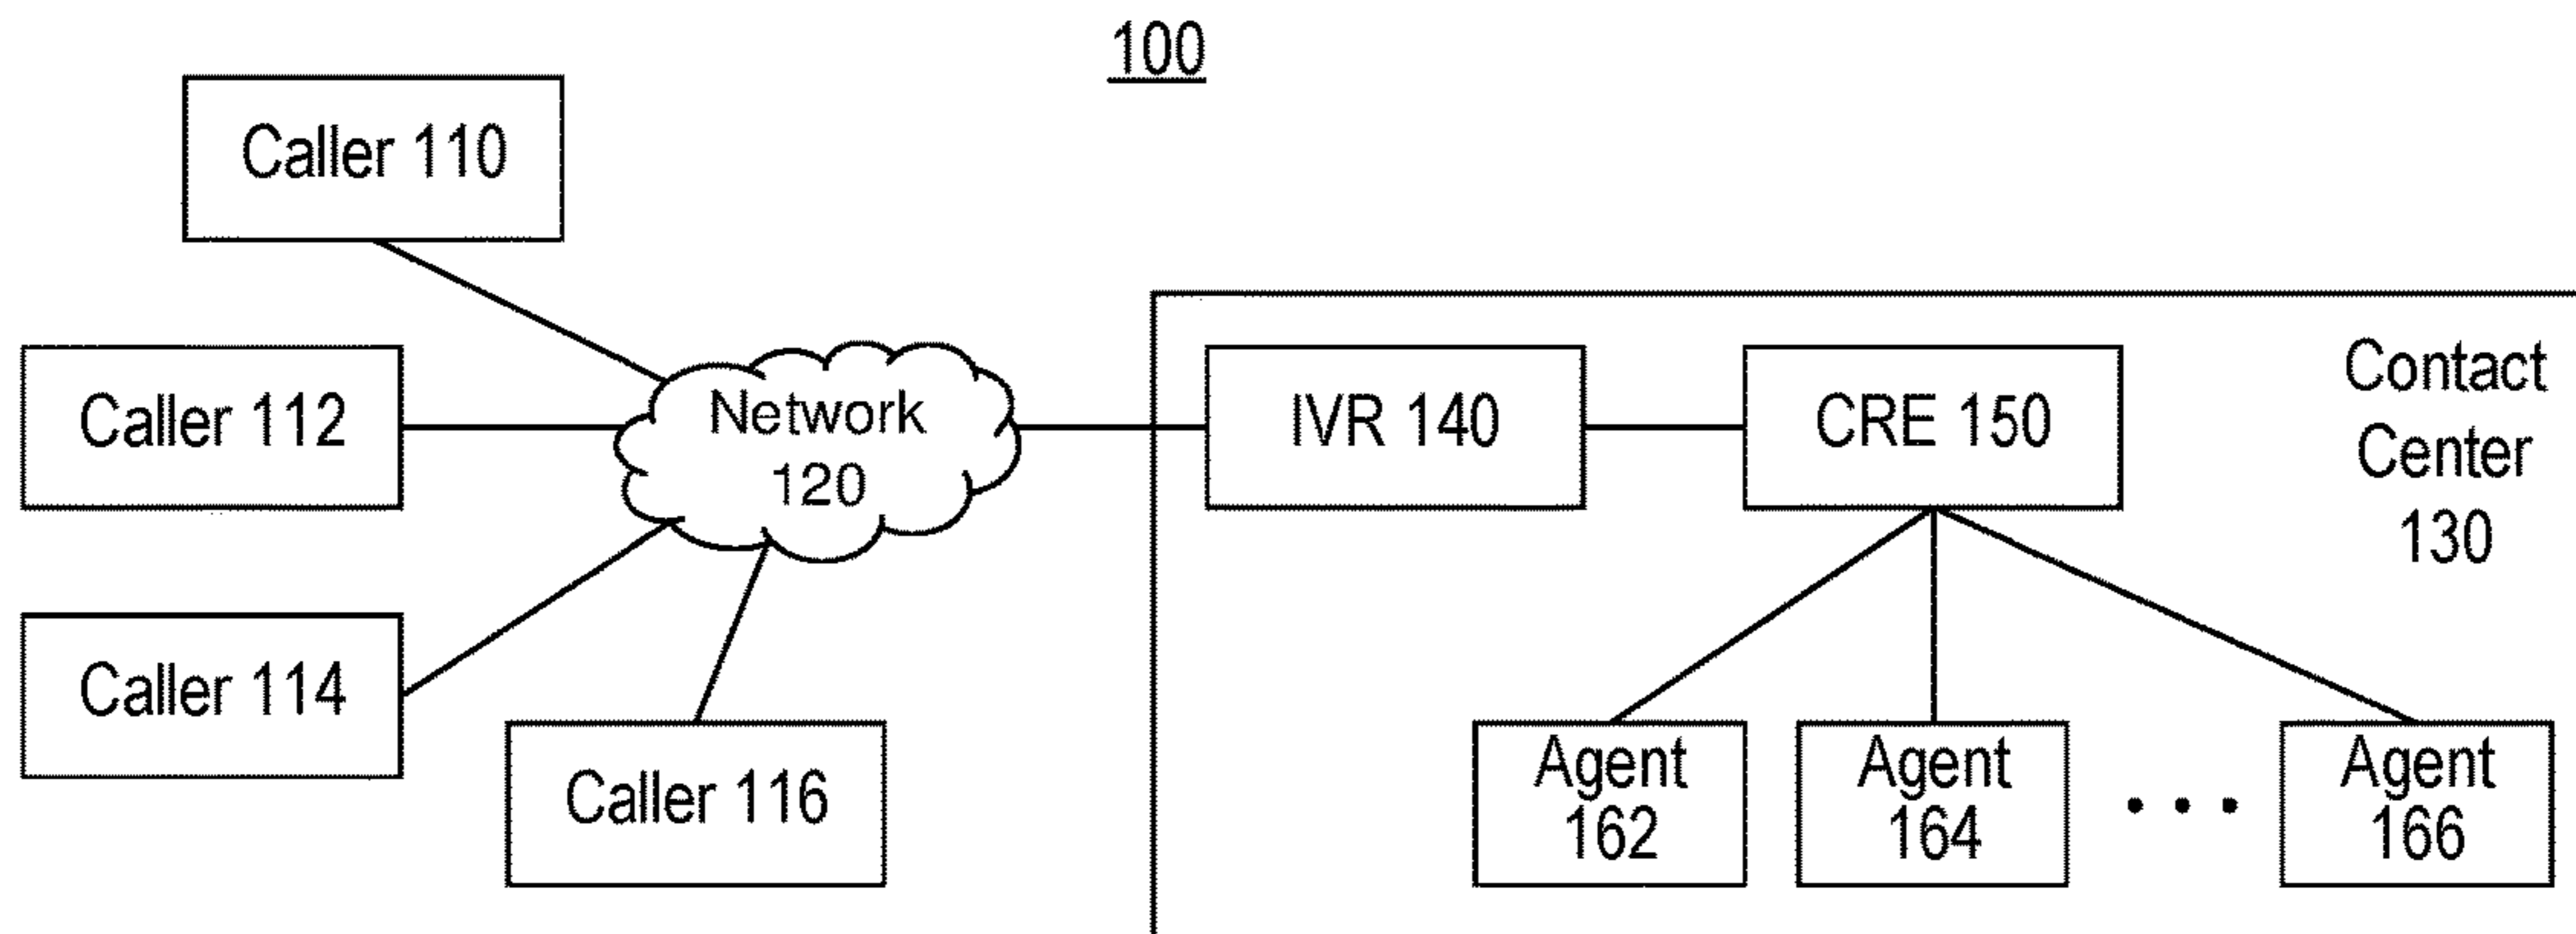 100
Caller 110
Caller 112
Network
120
IVR 140
CRE 150
Contact
Center
130
Caller 114
Caller 116
Agent
162
Agent
164
• • •
Agent
166